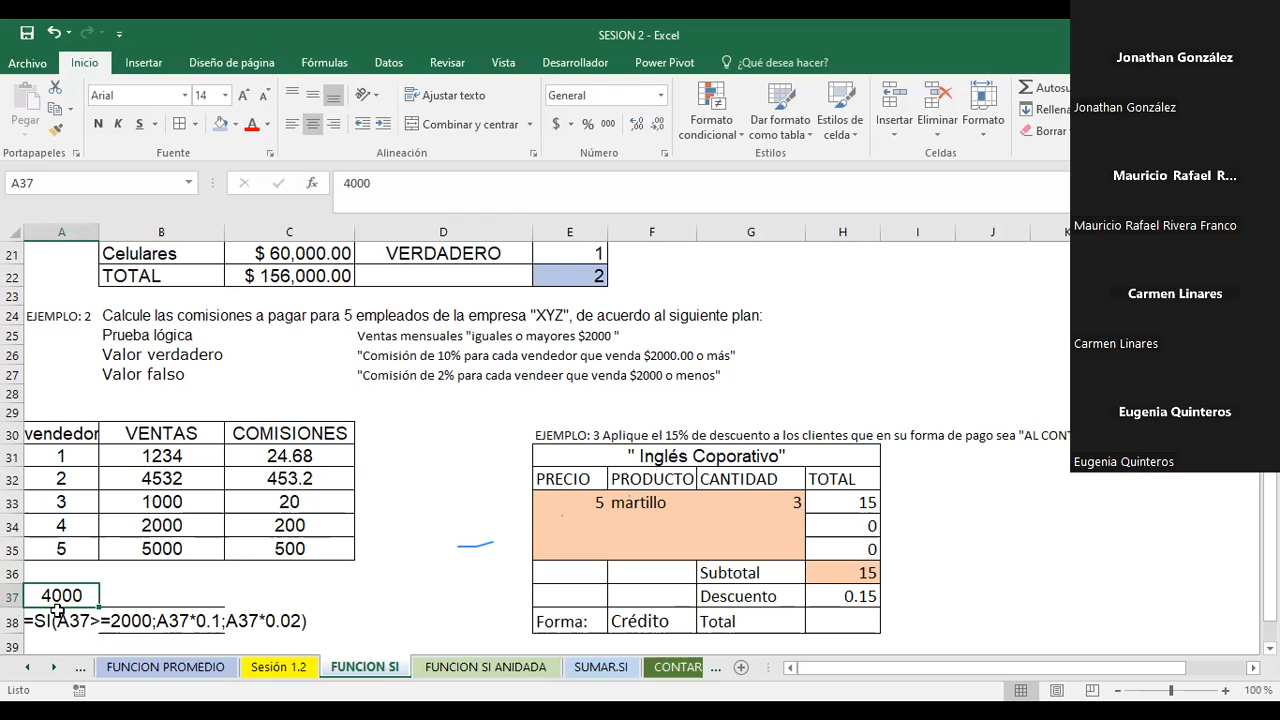 SESION 2 - Excel
Archivo Inicio Insertar Diseño de página Fórmulas Datos Revisar Vista Desarrollador Power Pivot ¿Qué desea hacer?
Pegar
Arial 14
N K S
Ajustar texto
Combinar y centrar
General
$ % 000
Formato condicional
Dar formato como tabla
Estilos de celda
Insertar Eliminar Formato
Autosu
Rellena
Borrar
Portapapeles Fuente Alineación Número Estilos Celdas
A37 fx 4000
A B C D E F G H I J K
21 Celulares $ 60,000.00 VERDADERO 1
22 TOTAL $ 156,000.00 2
23
24 EJEMPLO: 2 Calcule las comisiones a pagar para 5 empleados de la empresa "XYZ", de acuerdo al siguiente plan:
25 Prueba lógica Ventas mensuales "iguales o mayores $2000 "
26 Valor verdadero "Comisión de 10% para cada vendedor que venda $2000.00 o más"
27 Valor falso "Comisión de 2% para cada vendeer que venda $2000 o menos"
28
29
30 vendedor VENTAS COMISIONES EJEMPLO: 3 Aplique el 15% de descuento a los clientes que en su forma de pago sea "AL CONT
31 1 1234 24.68 " Inglés Coporativo"
32 2 4532 453.2 PRECIO PRODUCTO CANTIDAD TOTAL
33 3 1000 20 5 martillo 3 15
34 4 2000 200 0
35 5 5000 500 0
36 Subtotal 15
37 4000 Descuento 0.15
38 =SI(A37>=2000;A37*0.1;A37*0.02) Forma: Crédito Total
39
... FUNCION PROMEDIO Sesión 1.2 FUNCION SI FUNCION SI ANIDADA SUMAR.SI CONTAR ...
Listo 100 %
Jonathan González
Jonathan González
Mauricio Rafael R...
Mauricio Rafael Rivera Franco
Carmen Linares
Carmen Linares
Eugenia Quinteros
Eugenia Quinteros